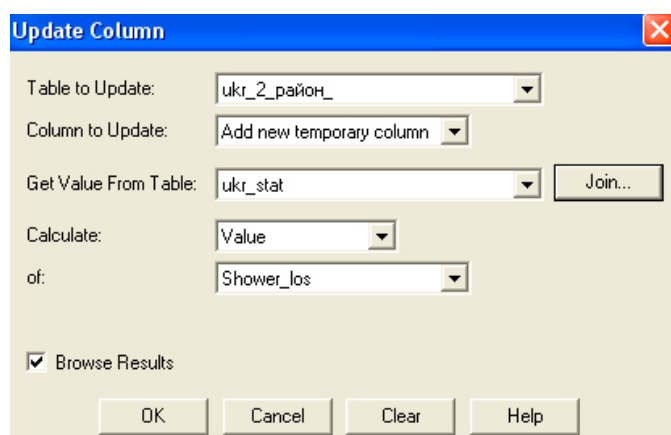 Update Column
Table to Update: ukr_2_район_
Column to Update: Add new temporary column
Get Value From Table: ukr_stat Join...
Calculate: Value
of: Shower_los
Browse Results
OK Cancel Clear Help